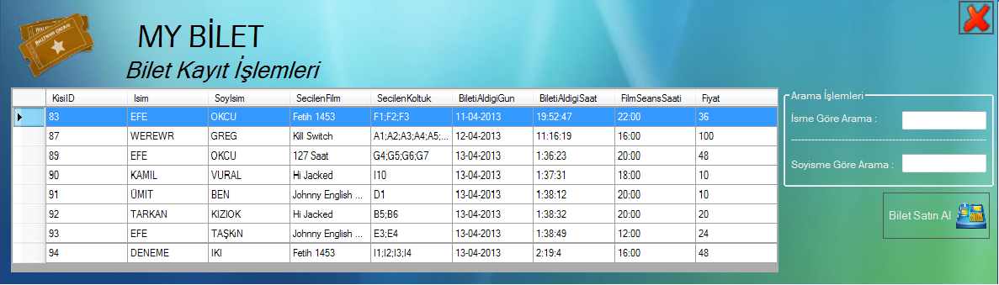 MY BİLET
Bilet Kayıt İşlemleri
KisiID Isim SoyIsim SecilenFilm SecilenKoltuk BiletiAldigiGun BiletiAldigiSaat FilmSeansSaati Fiyat
83 EFE OKCU Fetih 1453 F1;F2;F3 11-04-2013 19:52:47 22:00 36
87 WEREWR GREG Kill Switch A1;A2;A3;A4;A5;... 12-04-2013 11:16:19 16:00 100
89 EFE OKCU 127 Saat G4;G5;G6;G7 13-04-2013 1:36:23 20:00 48
90 KAMIL VURAL Hi Jacked I10 13-04-2013 1:37:31 18:00 10
91 ÜMIT BEN Johnny English ... D1 13-04-2013 1:38:12 20:00 10
92 TARKAN KIZIOK Hi Jacked B5;B6 13-04-2013 1:38:32 20:00 20
93 EFE TAŞKiN Johnny English ... E3;E4 13-04-2013 1:38:49 12:00 24
94 DENEME IKI Fetih 1453 I1;I2;I3;I4 13-04-2013 2:19:4 16:00 48
Arama İşlemleri
İsme Göre Arama :
Soyisme Göre Arama :
Bilet Satın Al